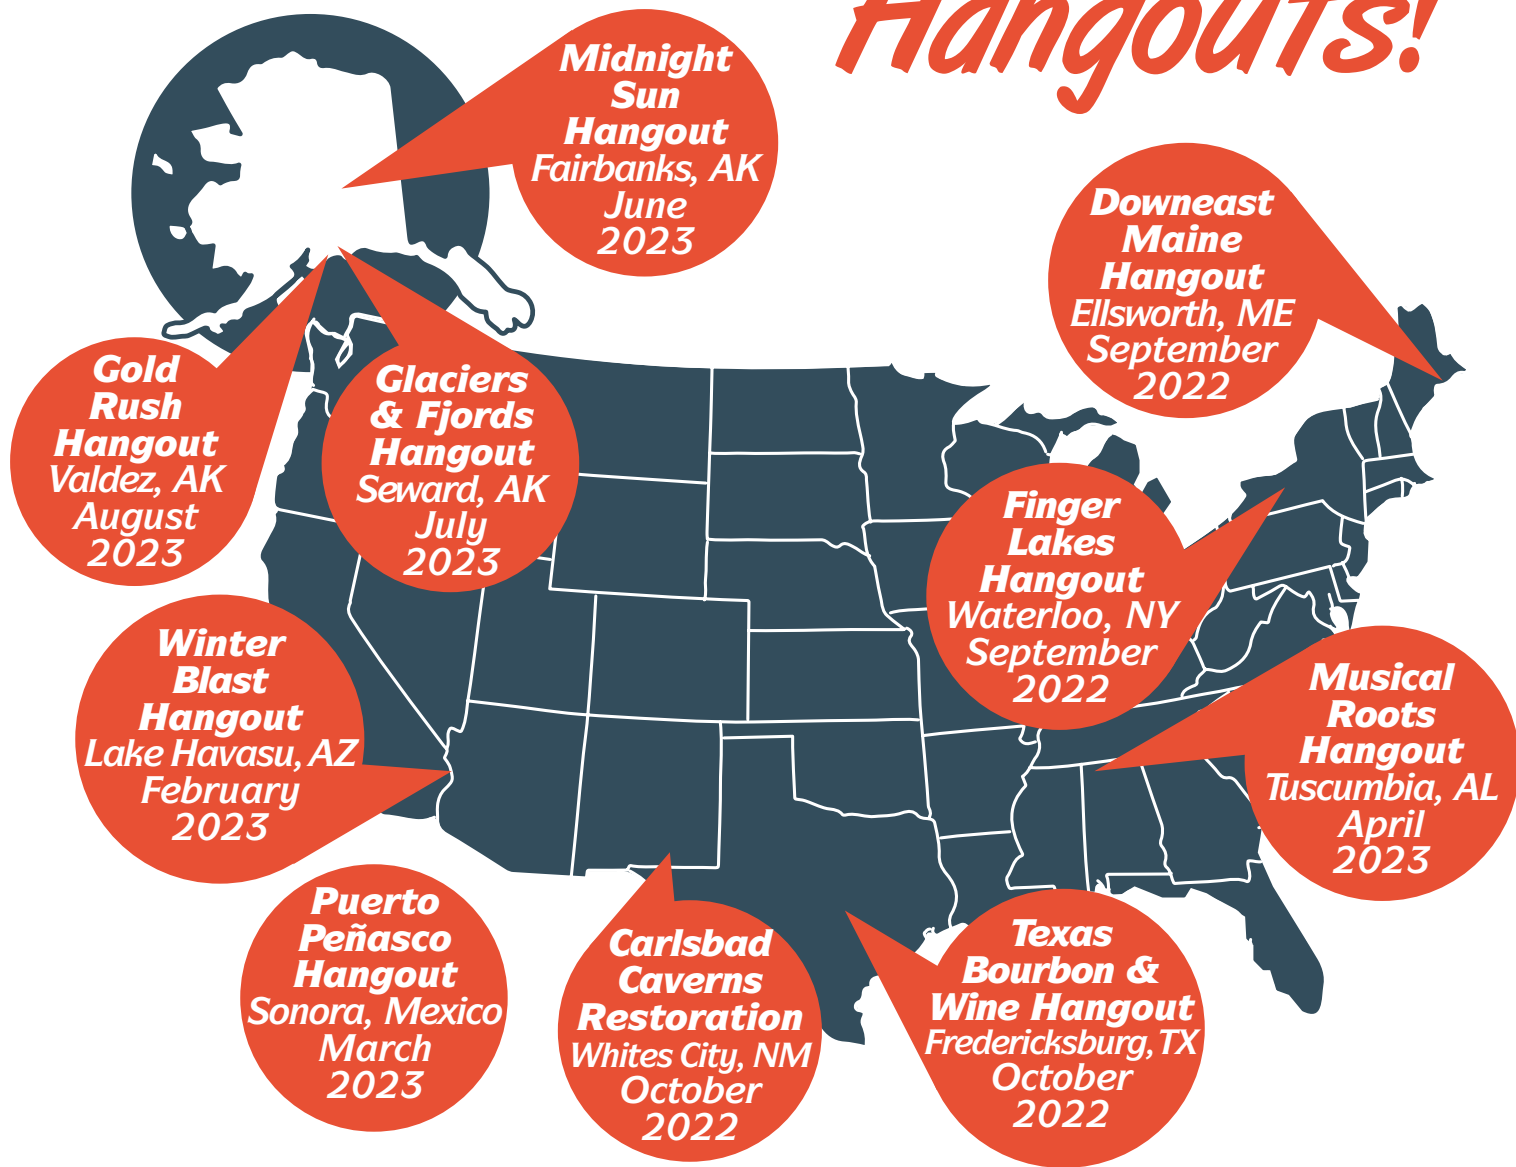 Hangouts!
Midnight
Sun
Hangout
Fairbanks, AK
June
2023
Downeast
Maine
Hangout
Ellsworth, ME
September
2022
Gold
Rush
Hangout
Valdez, AK
August
2023
Glaciers
& Fjords
Hangout
Seward, AK
July
2023
Finger
Lakes
Hangout
Waterloo, NY
September
2022
Winter
Blast
Hangout
Lake Havasu, AZ
February
2023
Musical
Roots
Hangout
Tuscumbia, AL
April
2023
Puerto
Peñasco
Hangout
Sonora, Mexico
March
2023
Carlsbad
Caverns
Restoration
Whites City, NM
October
2022
Texas
Bourbon &
Wine Hangout
Fredericksburg, TX
October
2022